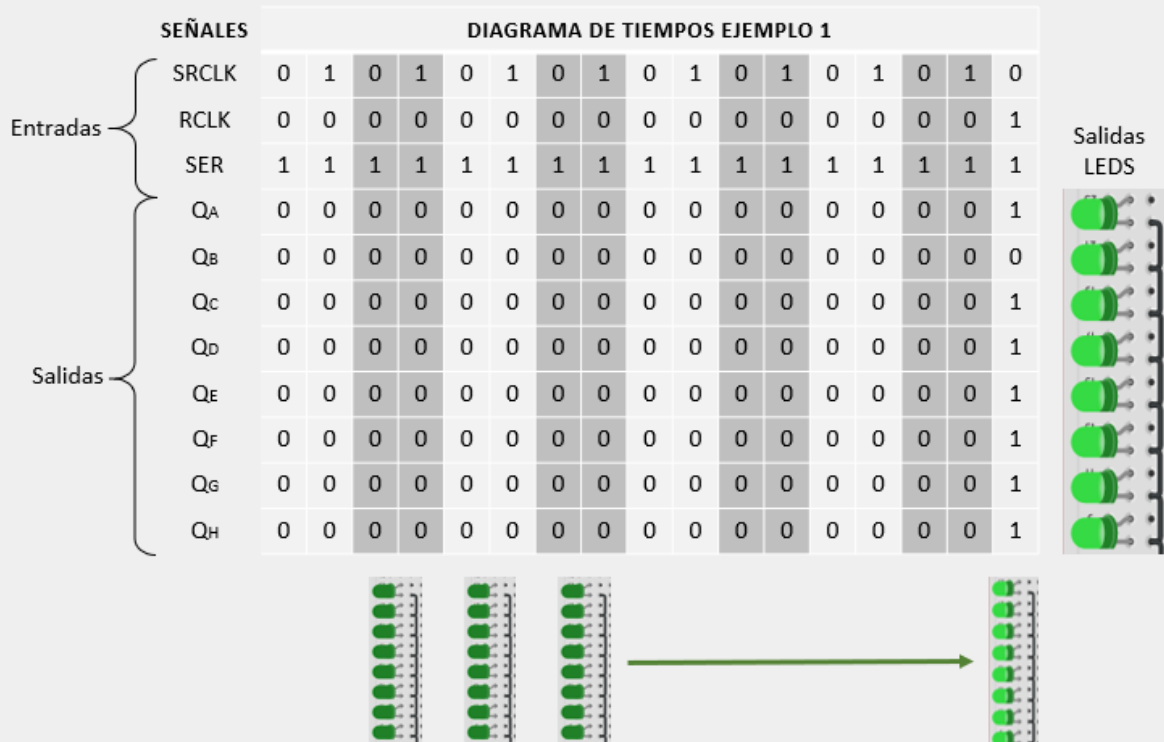 SEÑALES DIAGRAMA DE TIEMPOS EJEMPLO 1
SRCLK 0 1 0 1 0 1 0 1 0 1 0 1 0 1 0 1 0
Entradas
RCLK 0 0 0 0 0 0 0 0 0 0 0 0 0 0 0 0 1
Salidas
LEDS
SER 1 1 1 1 1 1 1 1 1 1 1 1 1 1 1 1 1
QA 0 0 0 0 0 0 0 0 0 0 0 0 0 0 0 0 1
QB 0 0 0 0 0 0 0 0 0 0 0 0 0 0 0 0 0
QC 0 0 0 0 0 0 0 0 0 0 0 0 0 0 0 0 1
QD 0 0 0 0 0 0 0 0 0 0 0 0 0 0 0 0 1
Salidas
QE 0 0 0 0 0 0 0 0 0 0 0 0 0 0 0 0 1
QF 0 0 0 0 0 0 0 0 0 0 0 0 0 0 0 0 1
QG 0 0 0 0 0 0 0 0 0 0 0 0 0 0 0 0 1
QH 0 0 0 0 0 0 0 0 0 0 0 0 0 0 0 0 1